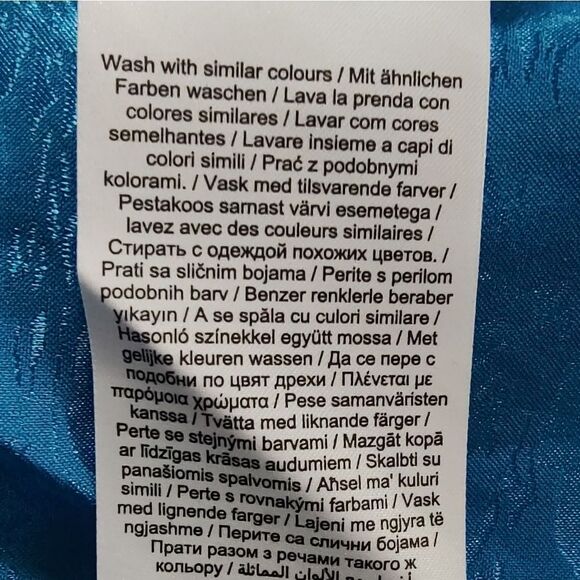 Wash with similar colours / Mit ähnlichen
Farben waschen / Lava la prenda con
colores similares / Lavar com cores
semelhantes / Lavare insieme a capi di
colori simili / Prać z podobnymi
kolorami. / Vask med tilsvarende farver /
Pestakoos sarnast värvi esemetega /
lavez avec des couleurs similaires /
Стирать с одеждой похожих цветов. /
Prati sa sličnim bojama / Perite s perilom
podobnih barv / Benzer renklerle beraber
yıkayın / A se spăla cu culori similare /
Hasonló színekkel együtt mossa / Met
gelijke kleuren wassen / Да се пере с
подобни по цвят дрехи / Πλένεται με
παρόμοια χρώματα / Pese samanväristen
kanssa / Tvätta med liknande färger /
Perte se stejnými barvami / Mazgāt kopā
ar līdzīgas krāsas audumiem / Skalbti su
panašiomis spalvomis / Aħsel ma' kuluri
simili / Perte s rovnakými farbami / Vask
med lignende farger / Lajeni me ngjyra të
ngjashme / Перите са слични бојама /
Прати разом з речами такого ж
кольору / الألوان المماثلة /